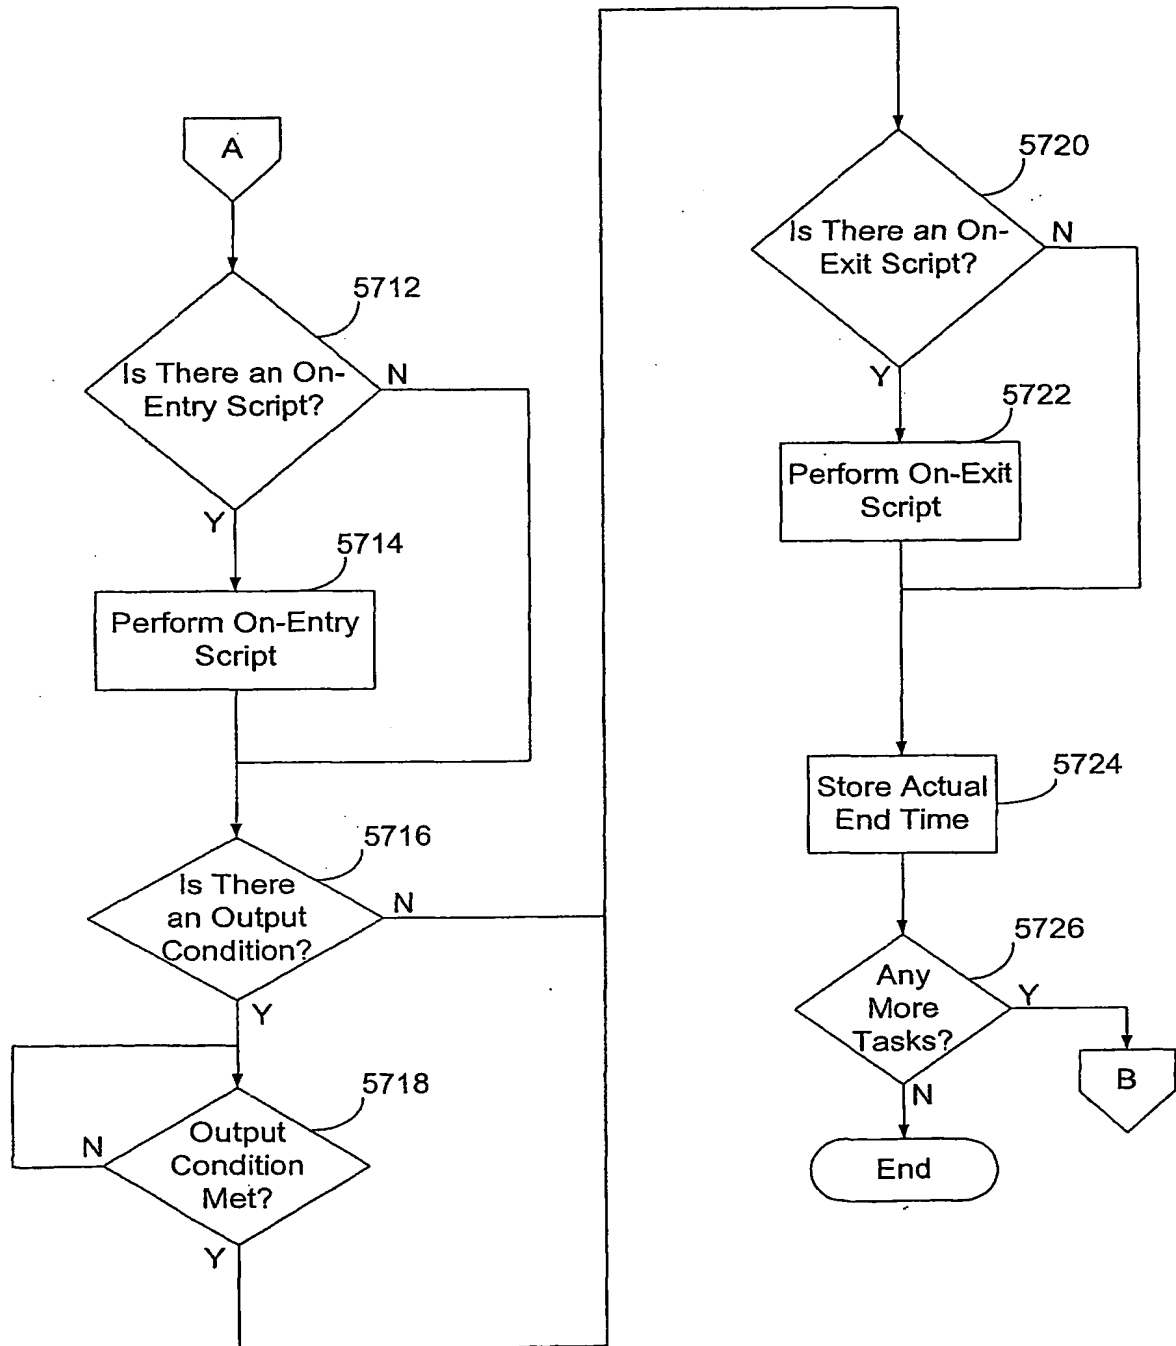 A
5712
Is There an On-
Entry Script?
N
Y
5714
Perform On-Entry
Script
5716
Is There
an Output
Condition?
N
Y
5718
Output
Condition
Met?
N
Y
5720
Is There an On-
Exit Script?
N
Y
5722
Perform On-Exit
Script
5724
Store Actual
End Time
5726
Any
More
Tasks?
Y
N
B
End